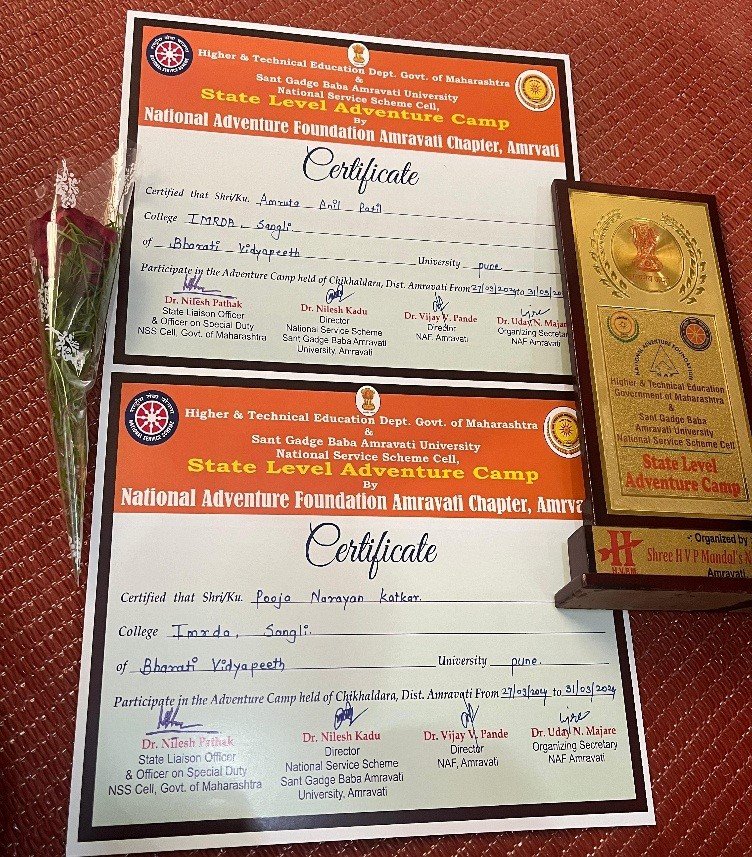 Higher & Technical Education Dept. Govt. of Maharashtra
&
Sant Gadge Baba Amravati University
National Service Scheme Cell,
State Level Adventure Camp
By
National Adventure Foundation Amravati Chapter, Amrvati
Certificate
Certified that Shri/Ku. Amruta Anil Patil
College IMRDA Sangli
of Bharati Vidyapeeth University pune
Participate in the Adventure Camp held of Chikhaldara, Dist. Amravati From 27/03/2024 to 31/03/20
Dr. Nilesh Pathak
State Liaison Officer
& Officer on Special Duty
NSS Cell, Govt. of Maharashtra
Dr. Nilesh Kadu
Director
National Service Scheme
Sant Gadge Baba Amravati
University, Amravati
Dr. Vijay V. Pande
Director
NAF, Amravati
Dr. Uday N. Majare
Organizing Secretary
NAF Amravati
Higher & Technical Education Dept. Govt. of Maharashtra
&
Sant Gadge Baba Amravati University
National Service Scheme Cell,
State Level Adventure Camp
By
National Adventure Foundation Amravati Chapter, Amrva
Certificate
Certified that Shri/Ku. Pooja Narayan Katkar.
College Imrda, Sangli.
of Bharati Vidyapeeth University pune.
Participate in the Adventure Camp held of Chikhaldara, Dist. Amravati From 27/03/2024 to 31/03/2024
Dr. Nilesh Pathak
State Liaison Officer
& Officer on Special Duty
NSS Cell, Govt. of Maharashtra
Dr. Nilesh Kadu
Director
National Service Scheme
Sant Gadge Baba Amravati
University, Amravati
Dr. Vijay V. Pande
Director
NAF, Amravati
Dr. Uday N. Majare
Organizing Secretary
NAF Amravati
NATIONAL ADVENTURE FOUNDATION
Higher & Technical Education
Government of Maharashtra
&
Sant Gadge Baba
Amravati University
National Service Scheme Cell
State Level
Adventure Camp
Organized by
Shree H V P Mandal's
Amravati